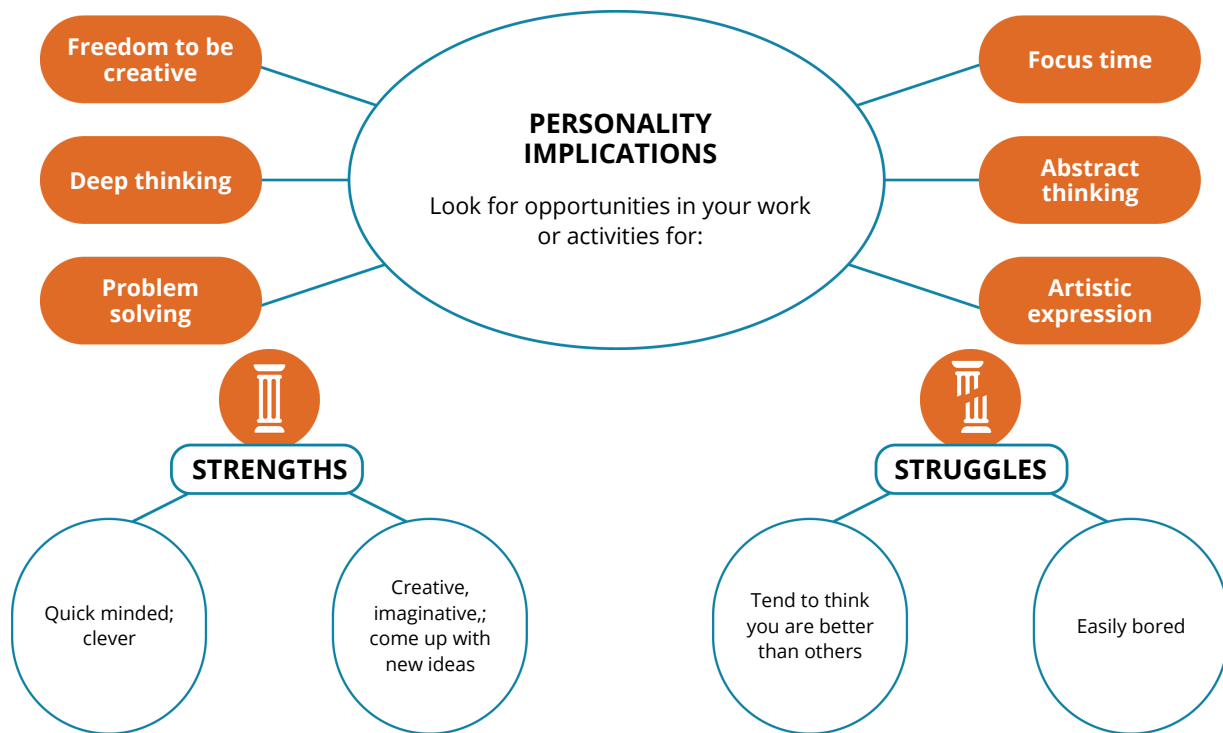 Freedom to be
creative
Deep thinking
Problem
solving
PERSONALITY
IMPLICATIONS
Look for opportunities in your work
or activities for:
Focus time
Abstract
thinking
Artistic
expression
STRENGTHS
Quick minded;
clever
Creative,
imaginative,;
come up with
new ideas
STRUGGLES
Tend to think
you are better
than others
Easily bored